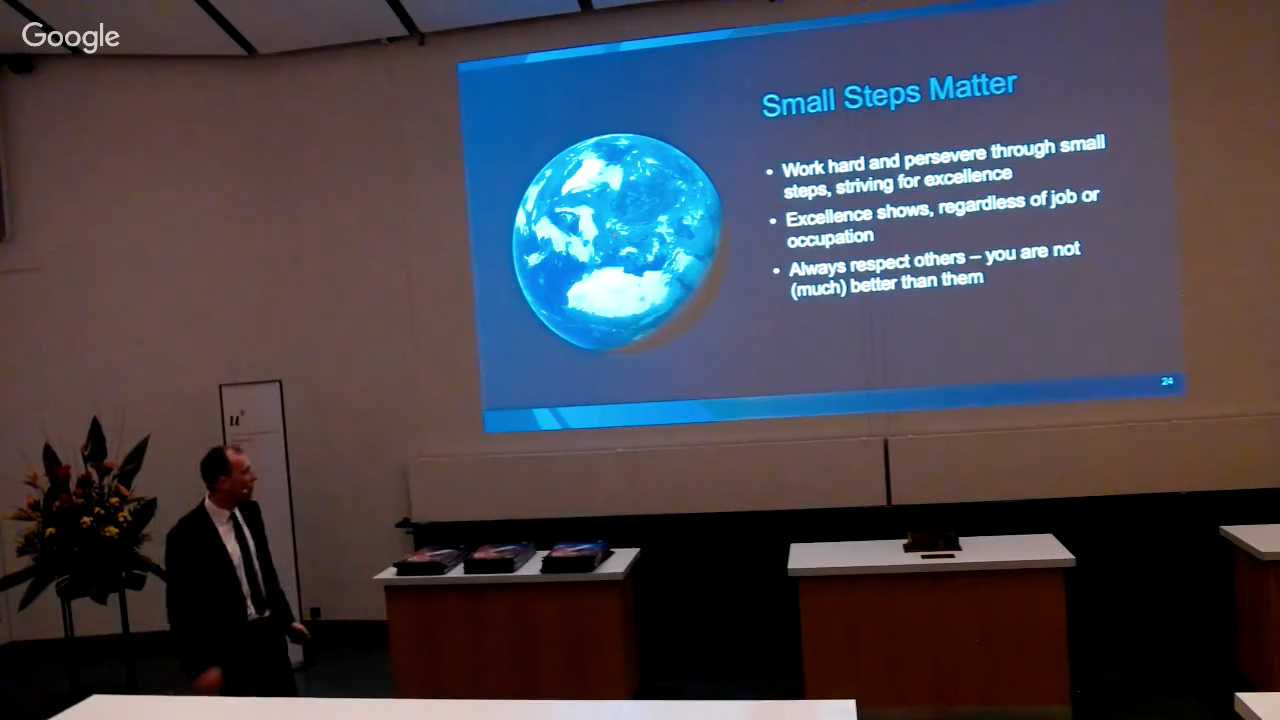 Google
Small Steps Matter
• Work hard and persevere through small
steps, striving for excellence
• Excellence shows, regardless of job or
occupation
• Always respect others – you are not
(much) better than them
24
u